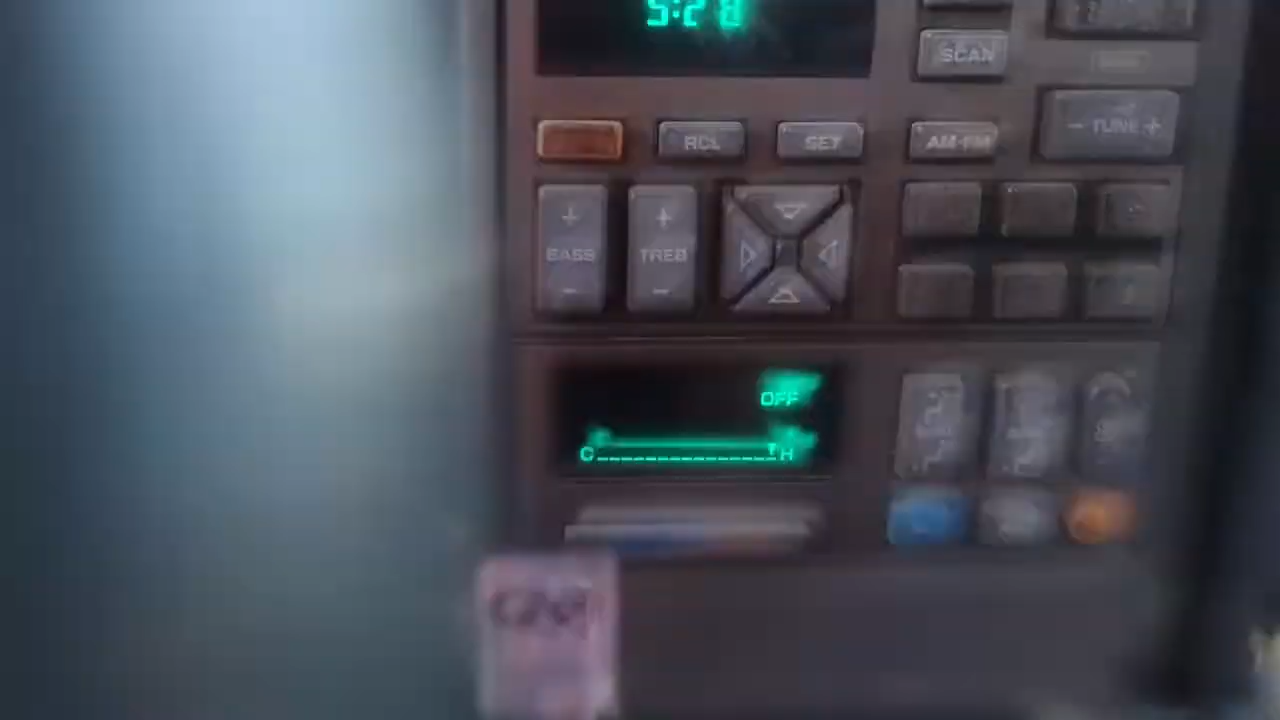 5:28
SCAN
RCL SET AM·FM - TUNE +
+ +
BASS TREB
- -
OFF
C H